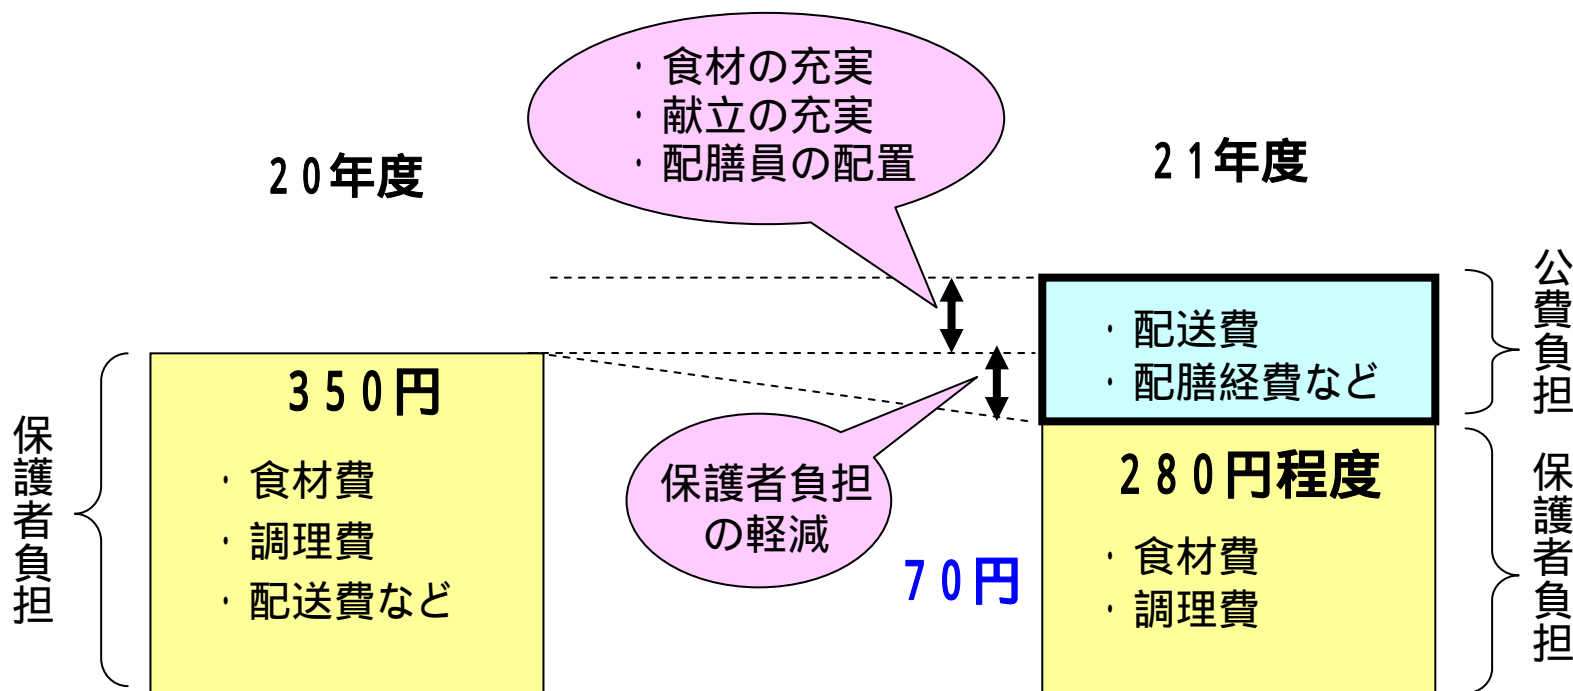 ・食材の充実
・献立の充実
・配膳員の配置
20年度
21年度
公費負担
・配送費
・配膳経費など
350円
・食材費
・調理費
・配送費など
保護者負担
保護者負担
の軽減
70円
280円程度
・食材費
・調理費
保護者負担